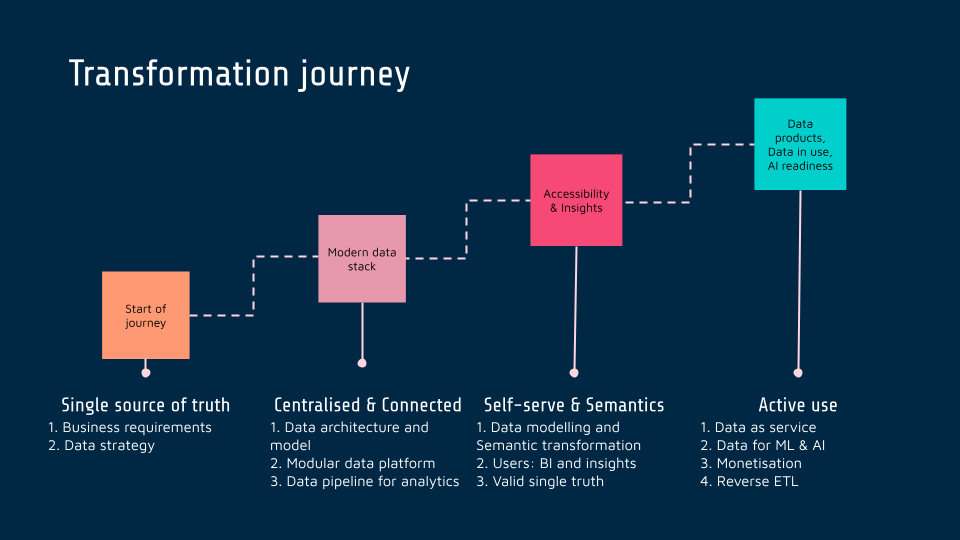 Transformation journey
Data
products,
Data in use,
AI readiness
Accessibility
& Insights
Modern data
stack
Start of
journey
Single source of truth
1. Business requirements
2. Data strategy
Centralised & Connected
1. Data architecture and
model
2. Modular data platform
3. Data pipeline for analytics
Self-serve & Semantics
1. Data modelling and
Semantic transformation
2. Users: BI and insights
3. Valid single truth
Active use
1. Data as service
2. Data for ML & AI
3. Monetisation
4. Reverse ETL